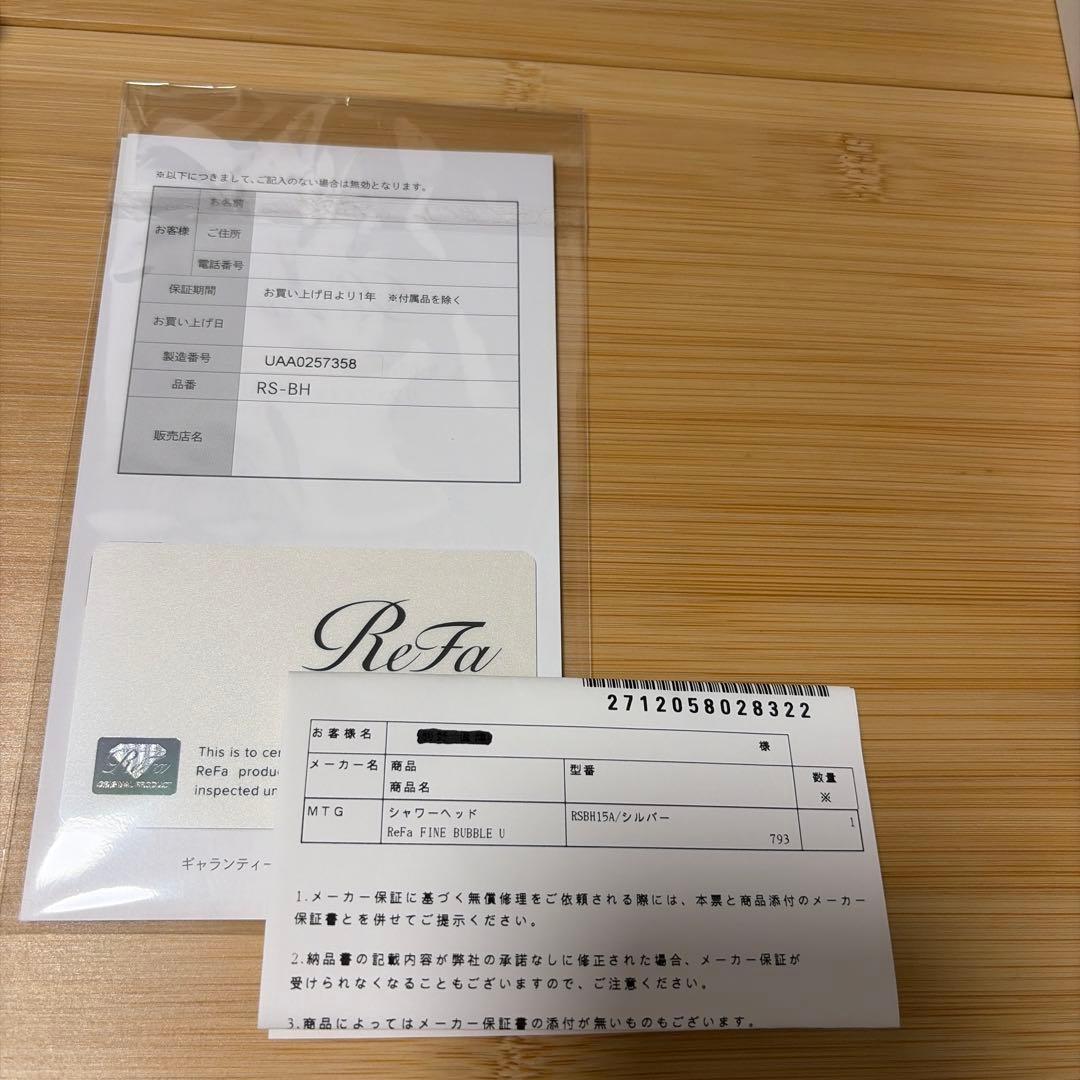 ※以下につきまして、ご記入のない場合は無効となります。
お客様
お名前
ご住所
電話番号
保証期間 お買い上げ日より1年 ※付属品を除く
お買い上げ日
製造番号 UAA0257358
品番 RS-BH
販売店名
ReFa
ReFa
ORIGINAL PRODUCT
This is to cer
ReFa produ
inspected un
ギャランティー
2712058028322
お客様名 様
メーカー名 商品 型番 数量
商品名 ※
MTG シャワーヘッド RSBH15A/シルバー 1
ReFa FINE BUBBLE U 793
1.メーカー保証に基づく無償修理をご依頼される際には、本票と商品添付のメーカー
保証書とを併せてご提示ください。
2.納品書の記載内容が弊社の承諾なしに修正された場合、メーカー保証が
受けられなくなることもございますので、ご注意ください。
3.商品によってはメーカー保証書の添付が無いものもございます。